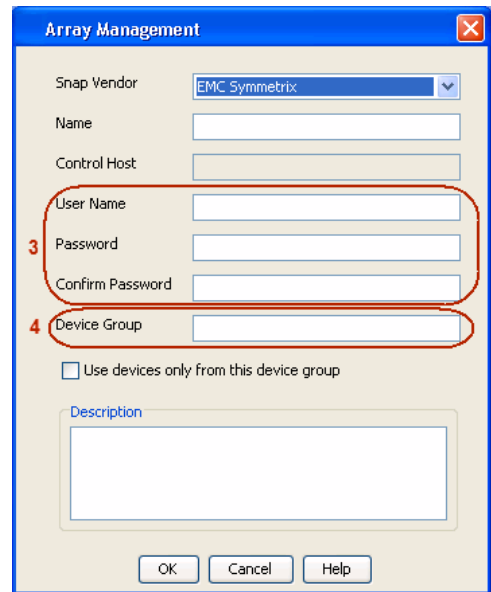 Array Management
Snap Vendor EMC Symmetrix
Name
Control Host
User Name
3 Password
Confirm Password
4 Device Group
Use devices only from this device group
Description
OK Cancel Help